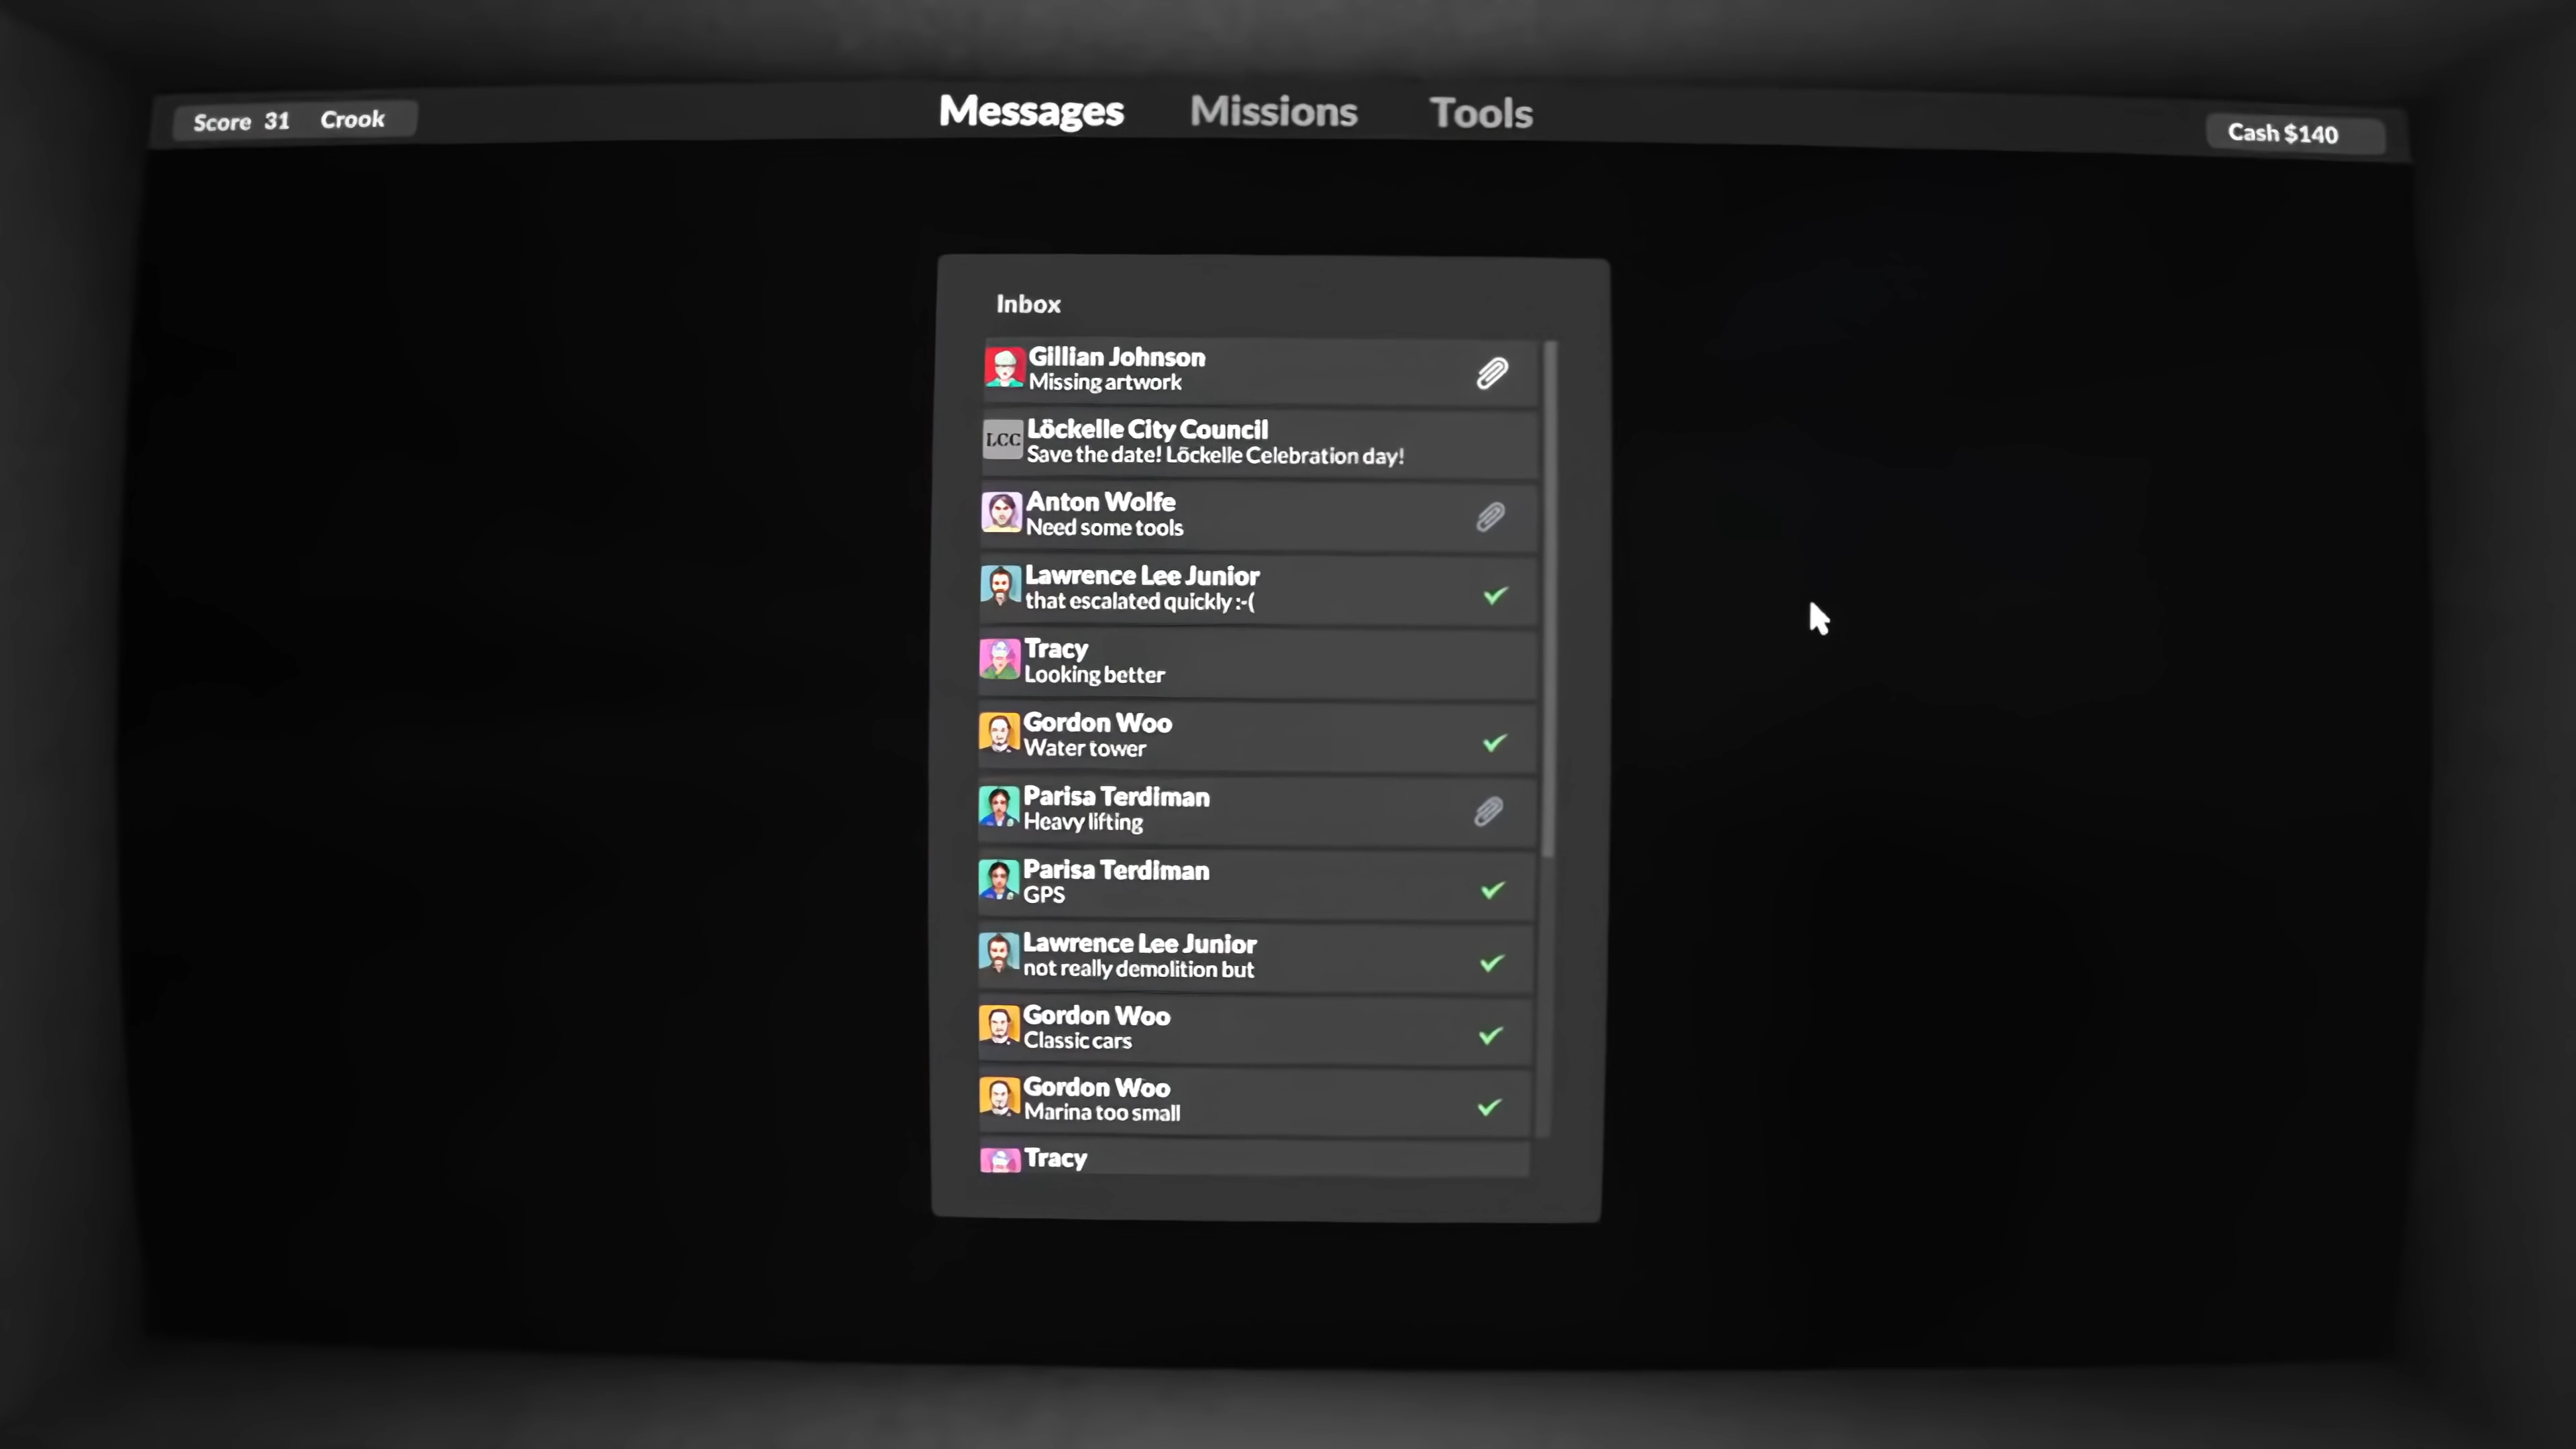 Score 31 Crook
Messages Missions Tools
Cash $140
Inbox
Gillian Johnson
Missing artwork
LCC
Löckelle City Council
Save the date! Löckelle Celebration day!
Anton Wolfe
Need some tools
Lawrence Lee Junior
that escalated quickly :-(
Tracy
Looking better
Gordon Woo
Water tower
Parisa Terdiman
Heavy lifting
Parisa Terdiman
GPS
Lawrence Lee Junior
not really demolition but
Gordon Woo
Classic cars
Gordon Woo
Marina too small
Tracy